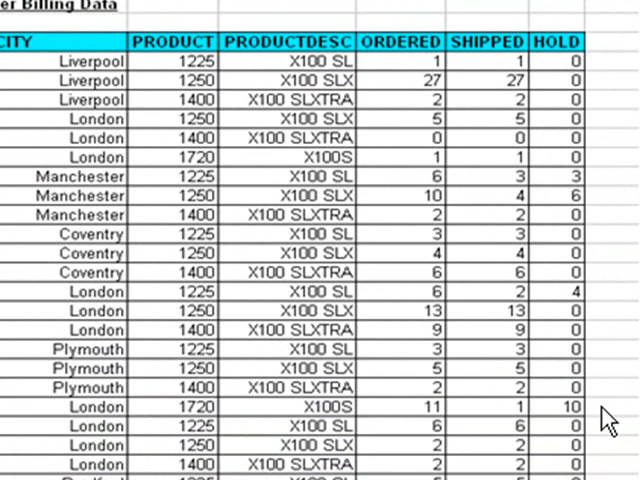 er Billing Data
CITY PRODUCT PRODUCTDESC ORDERED SHIPPED HOLD
Liverpool 1225 X100 SL 1 1 0
Liverpool 1250 X100 SLX 27 27 0
Liverpool 1400 X100 SLXTRA 2 2 0
London 1250 X100 SLX 5 5 0
London 1400 X100 SLXTRA 0 0 0
London 1720 X100S 1 1 0
Manchester 1225 X100 SL 6 3 3
Manchester 1250 X100 SLX 10 4 6
Manchester 1400 X100 SLXTRA 2 2 0
Coventry 1225 X100 SL 3 3 0
Coventry 1250 X100 SLX 4 4 0
Coventry 1400 X100 SLXTRA 6 6 0
London 1225 X100 SL 6 2 4
London 1250 X100 SLX 13 13 0
London 1400 X100 SLXTRA 9 9 0
Plymouth 1225 X100 SL 3 3 0
Plymouth 1250 X100 SLX 5 5 0
Plymouth 1400 X100 SLXTRA 2 2 0
London 1720 X100S 11 1 10
London 1225 X100 SL 6 6 0
London 1250 X100 SLX 2 2 0
London 1400 X100 SLXTRA 2 2 0